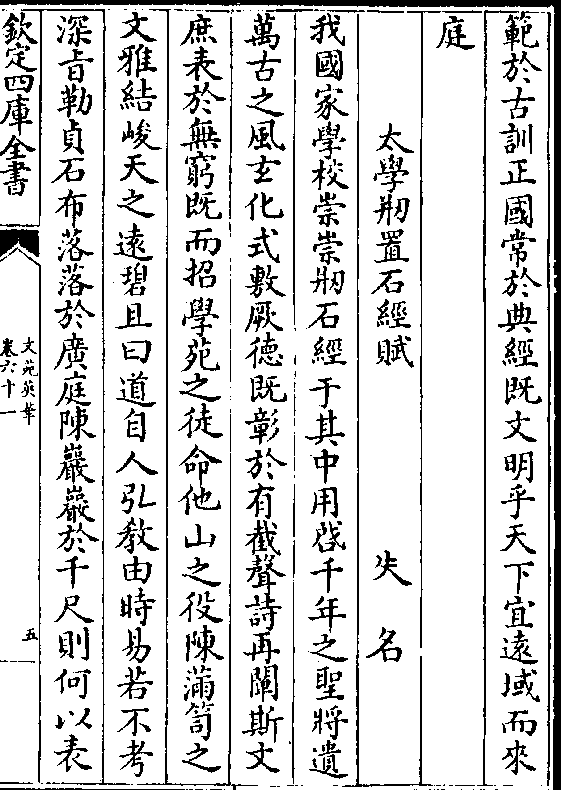 範於古訓正國常於典經既文明乎天下宜遠域而來
庭
太學刱置石經賦 失名
我國家學校崇崇刱石經于其中用啓千年之聖將遺
萬古之風玄化式敷厥德既彰於有截聲詩再闡斯文
庶表於無窮既而招學苑之徒命他山之役陳滿笥之
文雅結峻天之遠碧且曰道自人弘教由時易若不考
深旨勒貞石布落落於廣庭陳巖巖於千尺則何以表
欽定四庫全書
文苑英華
卷六十一
五